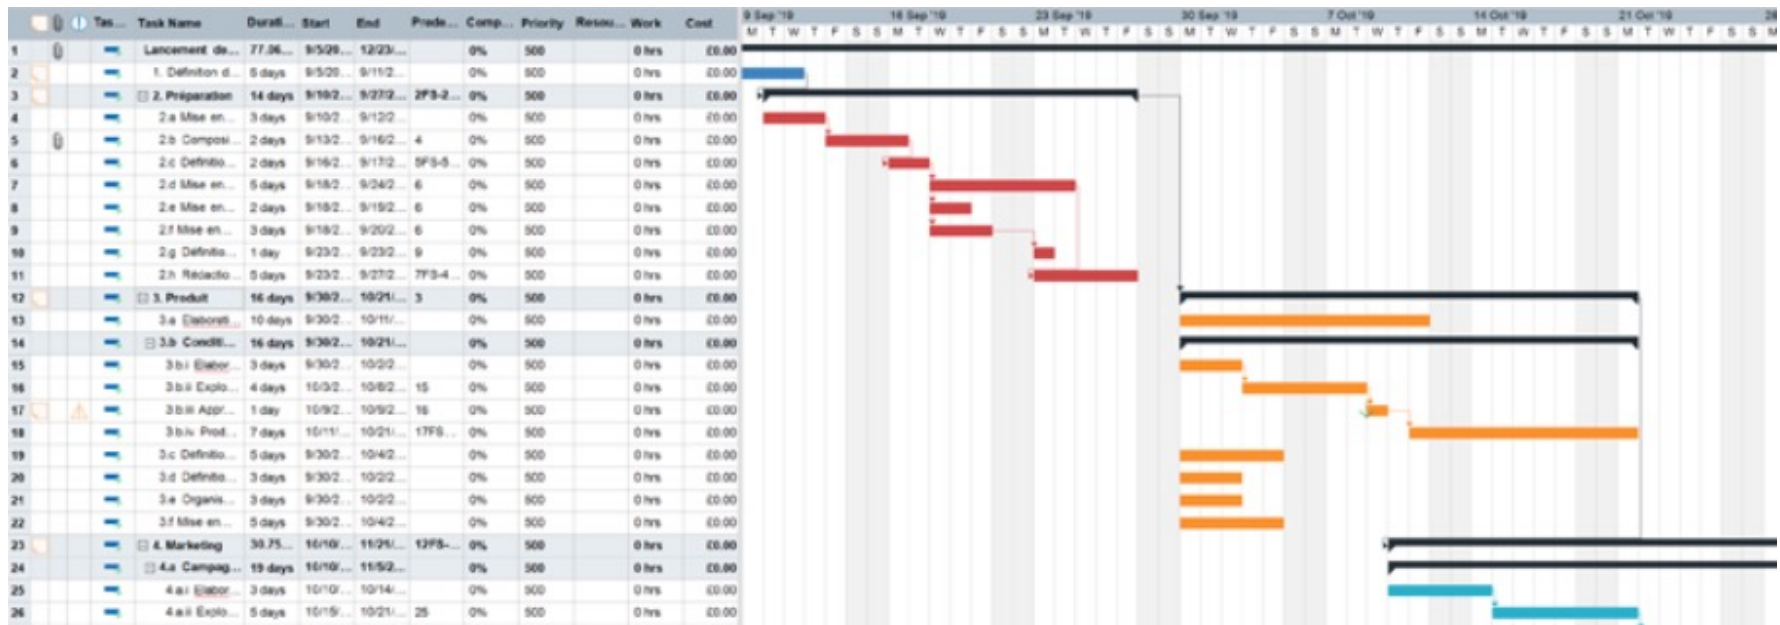 Tas... Task Name Durati... Start End Prede... Comp... Priority Resou... Work Cost 9 Sep '19 16 Sep '19 23 Sep '19 30 Sep '19 7 Oct '19 14 Oct '19 21 Oct '19 28
M T W T F S S M T W T F S S M T W T F S S M T W T F S S M T W T F S S M T W T F S S M T W T F S S M
1 Lancement de... 77.06... 9/5/20... 12/23/... 0% 500 0 hrs £0.00
2 1. Définition d... 5 days 9/5/20... 9/11/2... 0% 500 0 hrs £0.00
3 2. Préparation 14 days 9/10/2... 9/27/2... 2FS-2... 0% 500 0 hrs £0.00
4 2.a Mise en... 3 days 9/10/2... 9/12/2... 0% 500 0 hrs £0.00
5 2.b Composi... 2 days 9/13/2... 9/16/2... 4 0% 500 0 hrs £0.00
6 2.c Définitio... 2 days 9/16/2... 9/17/2... 5FS-5... 0% 500 0 hrs £0.00
7 2.d Mise en... 5 days 9/18/2... 9/24/2... 6 0% 500 0 hrs £0.00
8 2.e Mise en... 2 days 9/18/2... 9/19/2... 6 0% 500 0 hrs £0.00
9 2.f Mise en... 3 days 9/18/2... 9/20/2... 6 0% 500 0 hrs £0.00
10 2.g Définitio... 1 day 9/23/2... 9/23/2... 9 0% 500 0 hrs £0.00
11 2.h Rédactio... 5 days 9/23/2... 9/27/2... 7FS-4... 0% 500 0 hrs £0.00
12 3. Produit 16 days 9/30/2... 10/21/... 3 0% 500 0 hrs £0.00
13 3.a Elaborati... 10 days 9/30/2... 10/11/... 0% 500 0 hrs £0.00
14 3.b Conditi... 16 days 9/30/2... 10/21/... 0% 500 0 hrs £0.00
15 3.b.i Elabor... 3 days 9/30/2... 10/2/2... 0% 500 0 hrs £0.00
16 3.b.ii Explo... 4 days 10/3/2... 10/8/2... 15 0% 500 0 hrs £0.00
17 3.b.iii Appr... 1 day 10/9/2... 10/9/2... 16 0% 500 0 hrs £0.00
18 3.b.iv Prod... 7 days 10/11/... 10/21/... 17FS... 0% 500 0 hrs £0.00
19 3.c Définitio... 5 days 9/30/2... 10/4/2... 0% 500 0 hrs £0.00
20 3.d Définitio... 3 days 9/30/2... 10/2/2... 0% 500 0 hrs £0.00
21 3.e Organis... 3 days 9/30/2... 10/2/2... 0% 500 0 hrs £0.00
22 3.f Mise en... 5 days 9/30/2... 10/4/2... 0% 500 0 hrs £0.00
23 4. Marketing 30.75... 10/10/... 11/21/... 12FS-... 0% 500 0 hrs £0.00
24 4.a Campag... 19 days 10/10/... 11/5/2... 0% 500 0 hrs £0.00
25 4.a.i Elabor... 3 days 10/10/... 10/14/... 0% 500 0 hrs £0.00
26 4.a.ii Explo... 5 days 10/15/... 10/21/... 25 0% 500 0 hrs £0.00